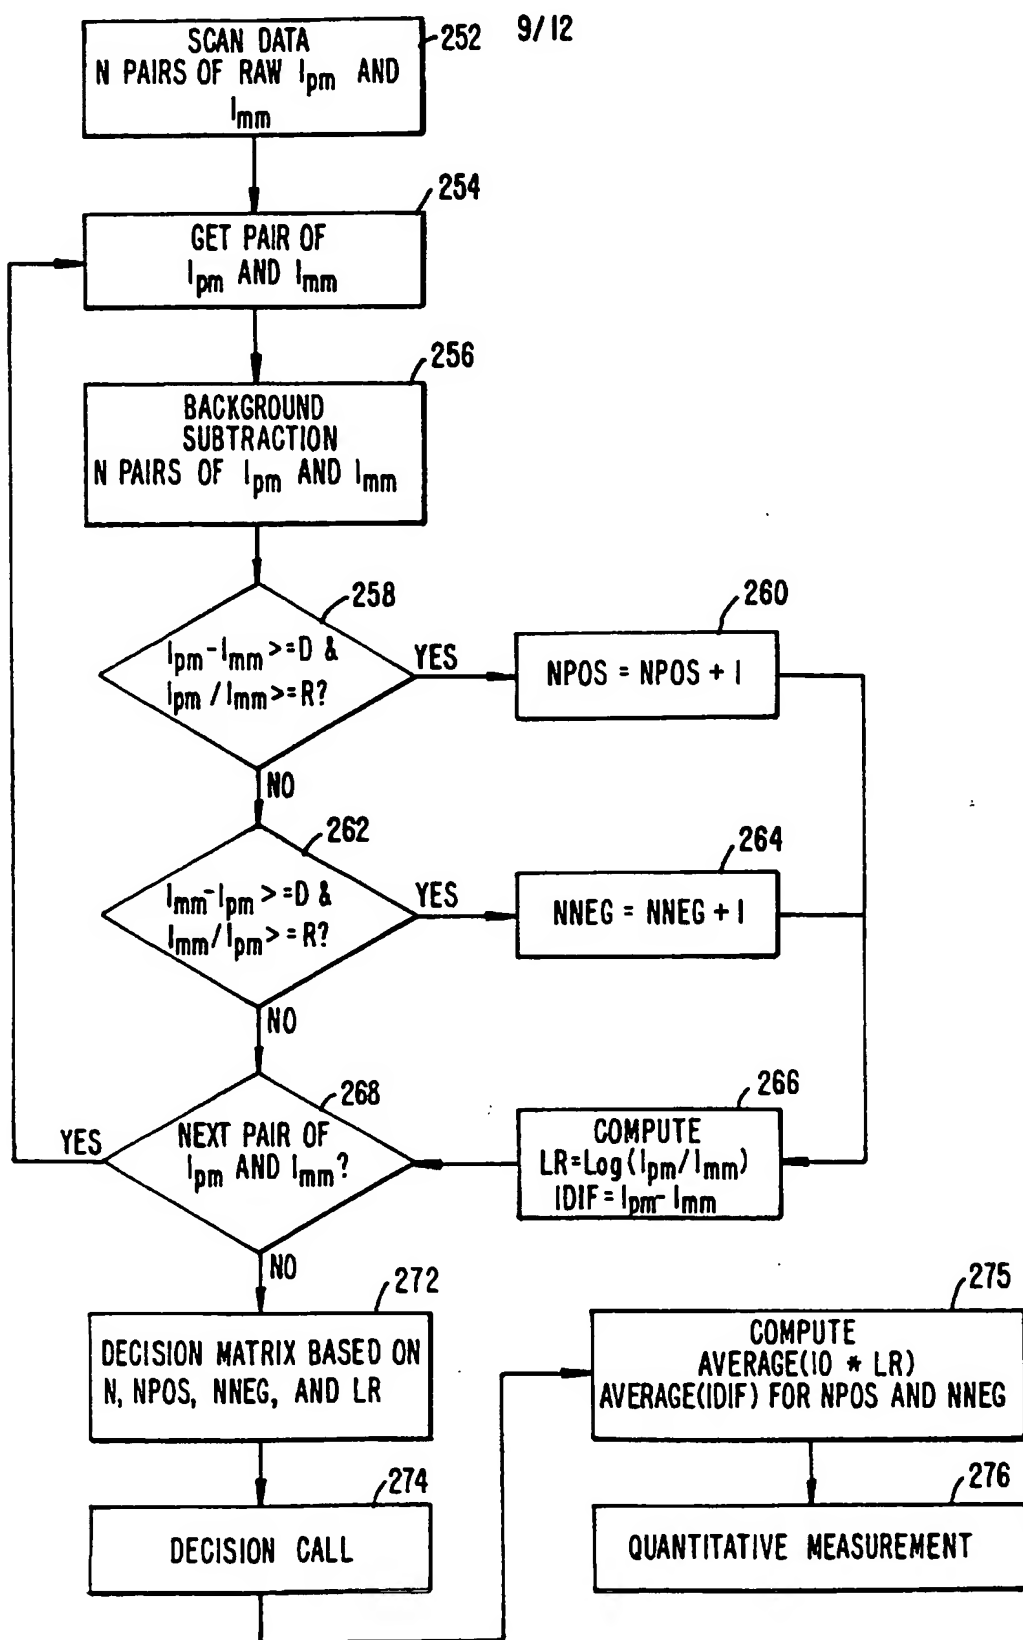 9/12
252
SCAN DATA
N PAIRS OF RAW Ipm AND
Imm
254
GET PAIR OF
Ipm AND Imm
256
BACKGROUND
SUBTRACTION
N PAIRS OF Ipm AND Imm
258
Ipm-Imm>=D &
Ipm/Imm>=R?
YES
NO
260
NPOS = NPOS + 1
262
Imm-Ipm>=D &
Imm/Ipm>=R?
YES
NO
264
NNEG = NNEG + 1
266
COMPUTE
LR=Log(Ipm/Imm)
IDIF=Ipm-Imm
268
NEXT PAIR OF
Ipm AND Imm?
YES
NO
272
DECISION MATRIX BASED ON
N, NPOS, NNEG, AND LR
274
DECISION CALL
275
COMPUTE
AVERAGE(10 * LR)
AVERAGE(IDIF) FOR NPOS AND NNEG
276
QUANTITATIVE MEASUREMENT